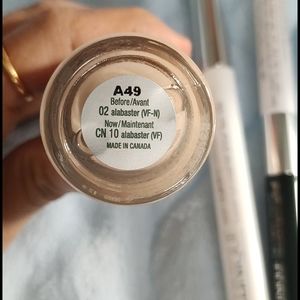 A49
Before/Avant
02 alabaster (VF-N)
Now/Maintenant
CN 10 alabaster (VF)
MADE IN CANADA